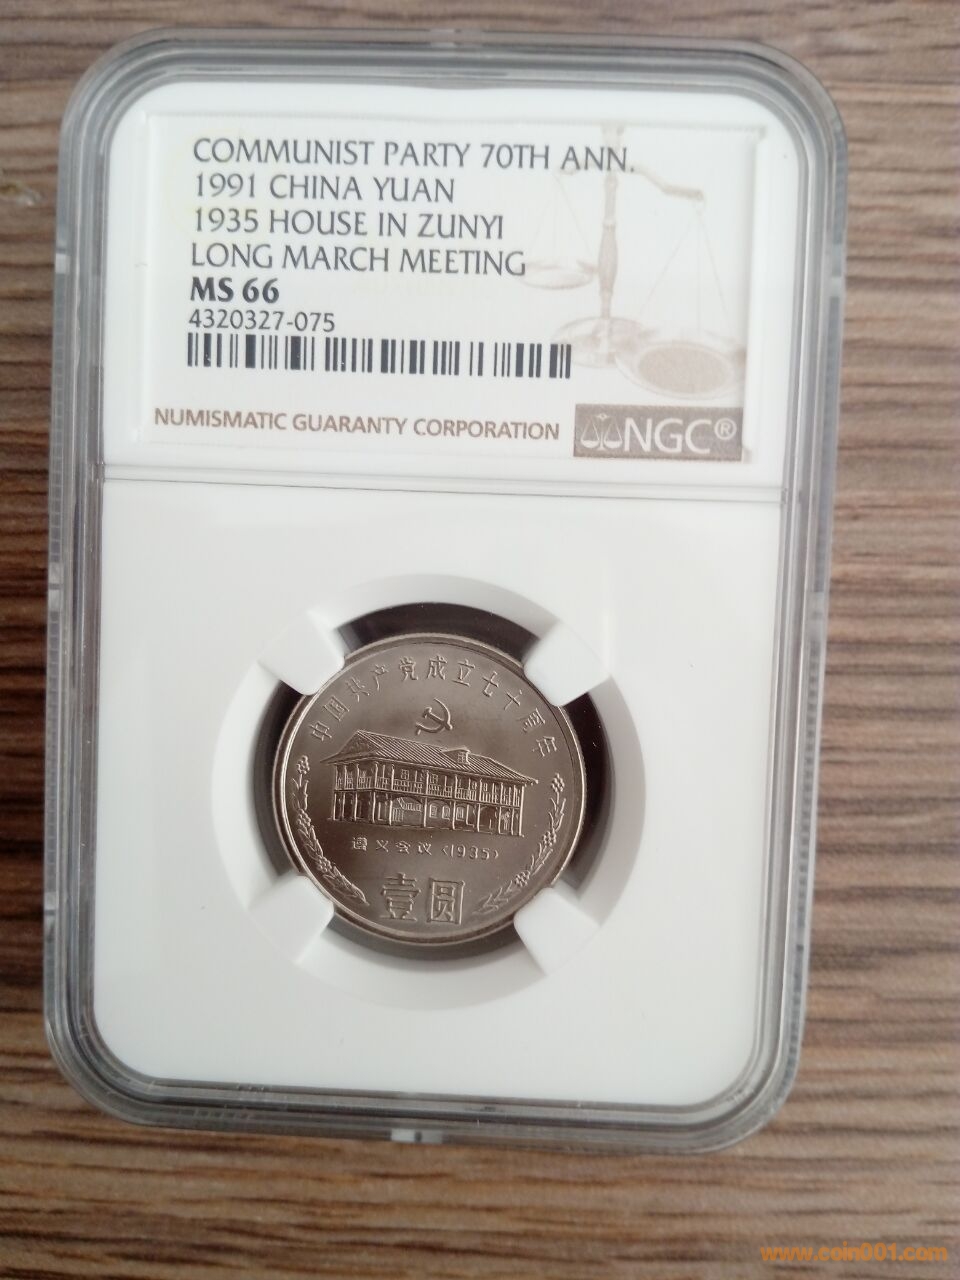 COMMUNIST PARTY 70TH ANN.
1991 CHINA YUAN
1935 HOUSE IN ZUNYI
LONG MARCH MEETING
MS 66
4320327-075
NUMISMATIC GUARANTY CORPORATION
NGC®
中国共产党成立七十周年
遵义会议<1935>
壹圆
www.coin001.com